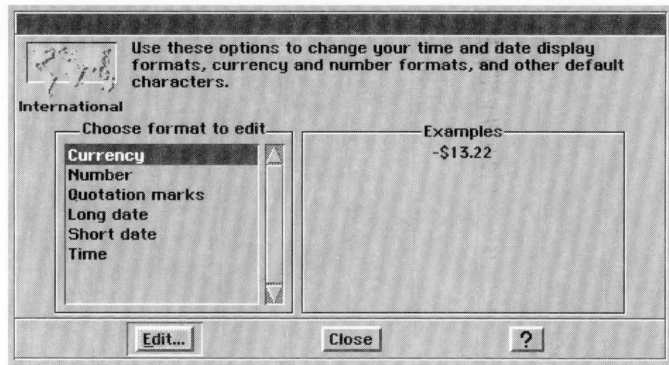 Use these options to change your time and date display
formats, currency and number formats, and other default
characters.
International
Choose format to edit
Currency
Number
Quotation marks
Long date
Short date
Time
Examples
-$13.22
Edit...
Close
?